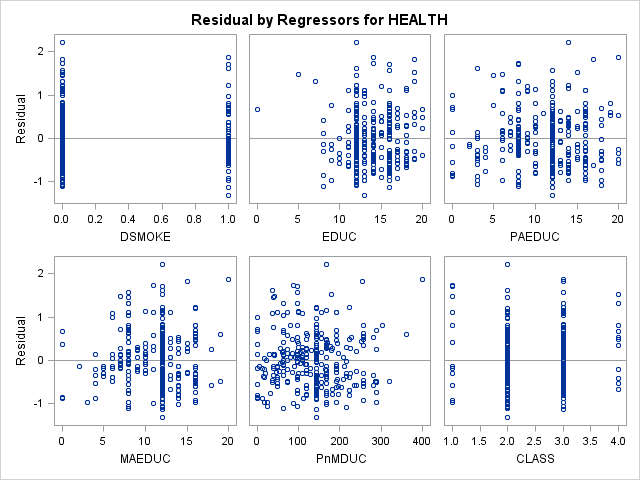 Residual by Regressors for HEALTH
Residual
2
1
0
-1
0.0 0.2 0.4 0.6 0.8 1.0
DSMOKE
0 5 10 15 20
EDUC
0 5 10 15 20
PAEDUC
Residual
2
1
0
-1
0 5 10 15 20
MAEDUC
0 100 200 300 400
PnMDUC
1.0 1.5 2.0 2.5 3.0 3.5 4.0
CLASS